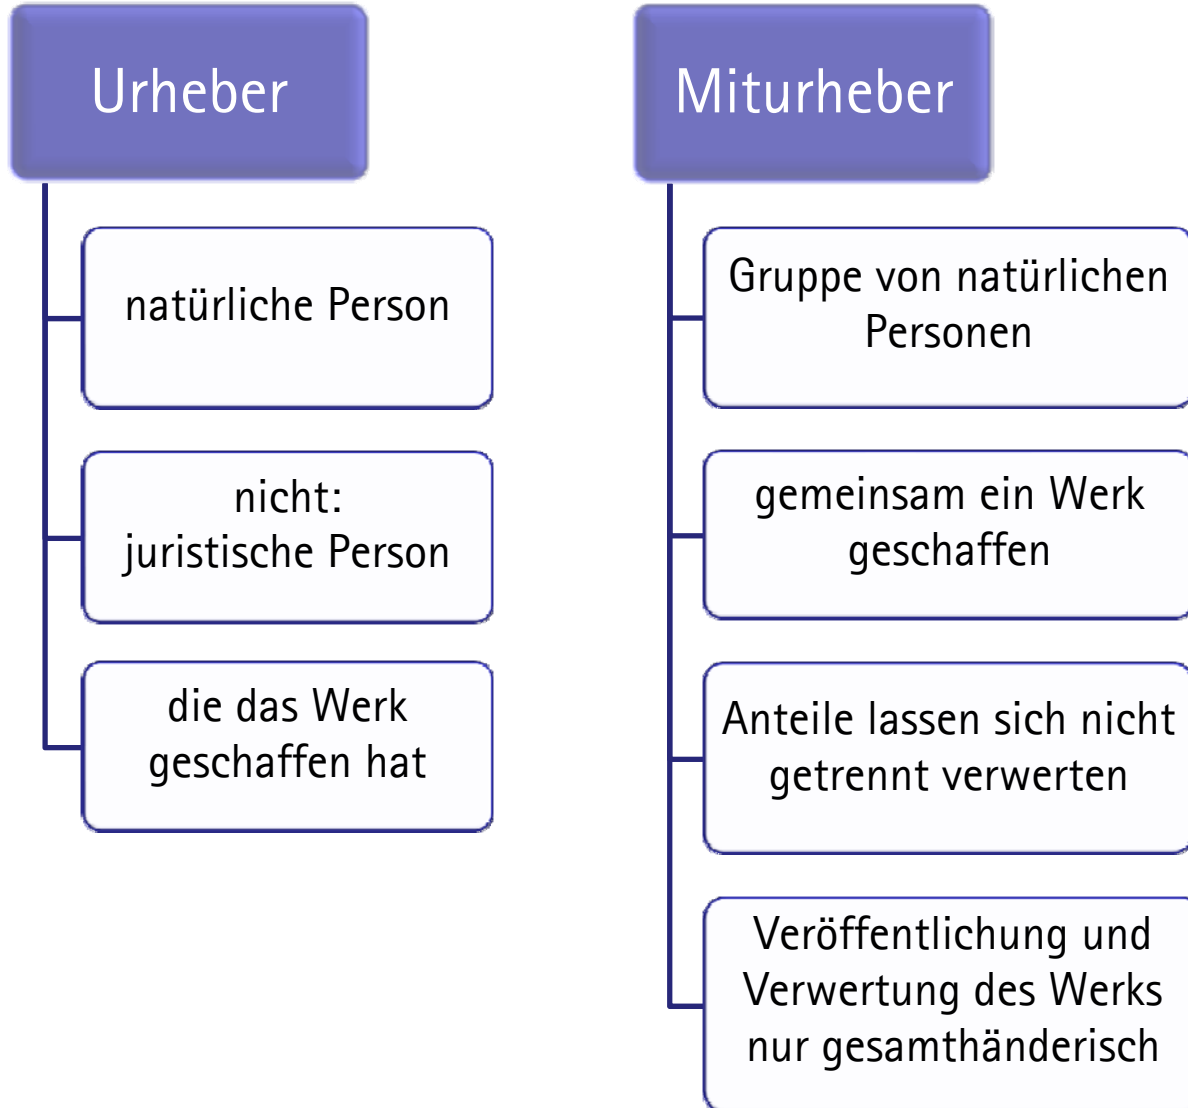 Urheber
natürliche Person
nicht:
juristische Person
die das Werk
geschaffen hat
Miturheber
Gruppe von natürlichen
Personen
gemeinsam ein Werk
geschaffen
Anteile lassen sich nicht
getrennt verwerten
Veröffentlichung und
Verwertung des Werks
nur gesamthänderisch